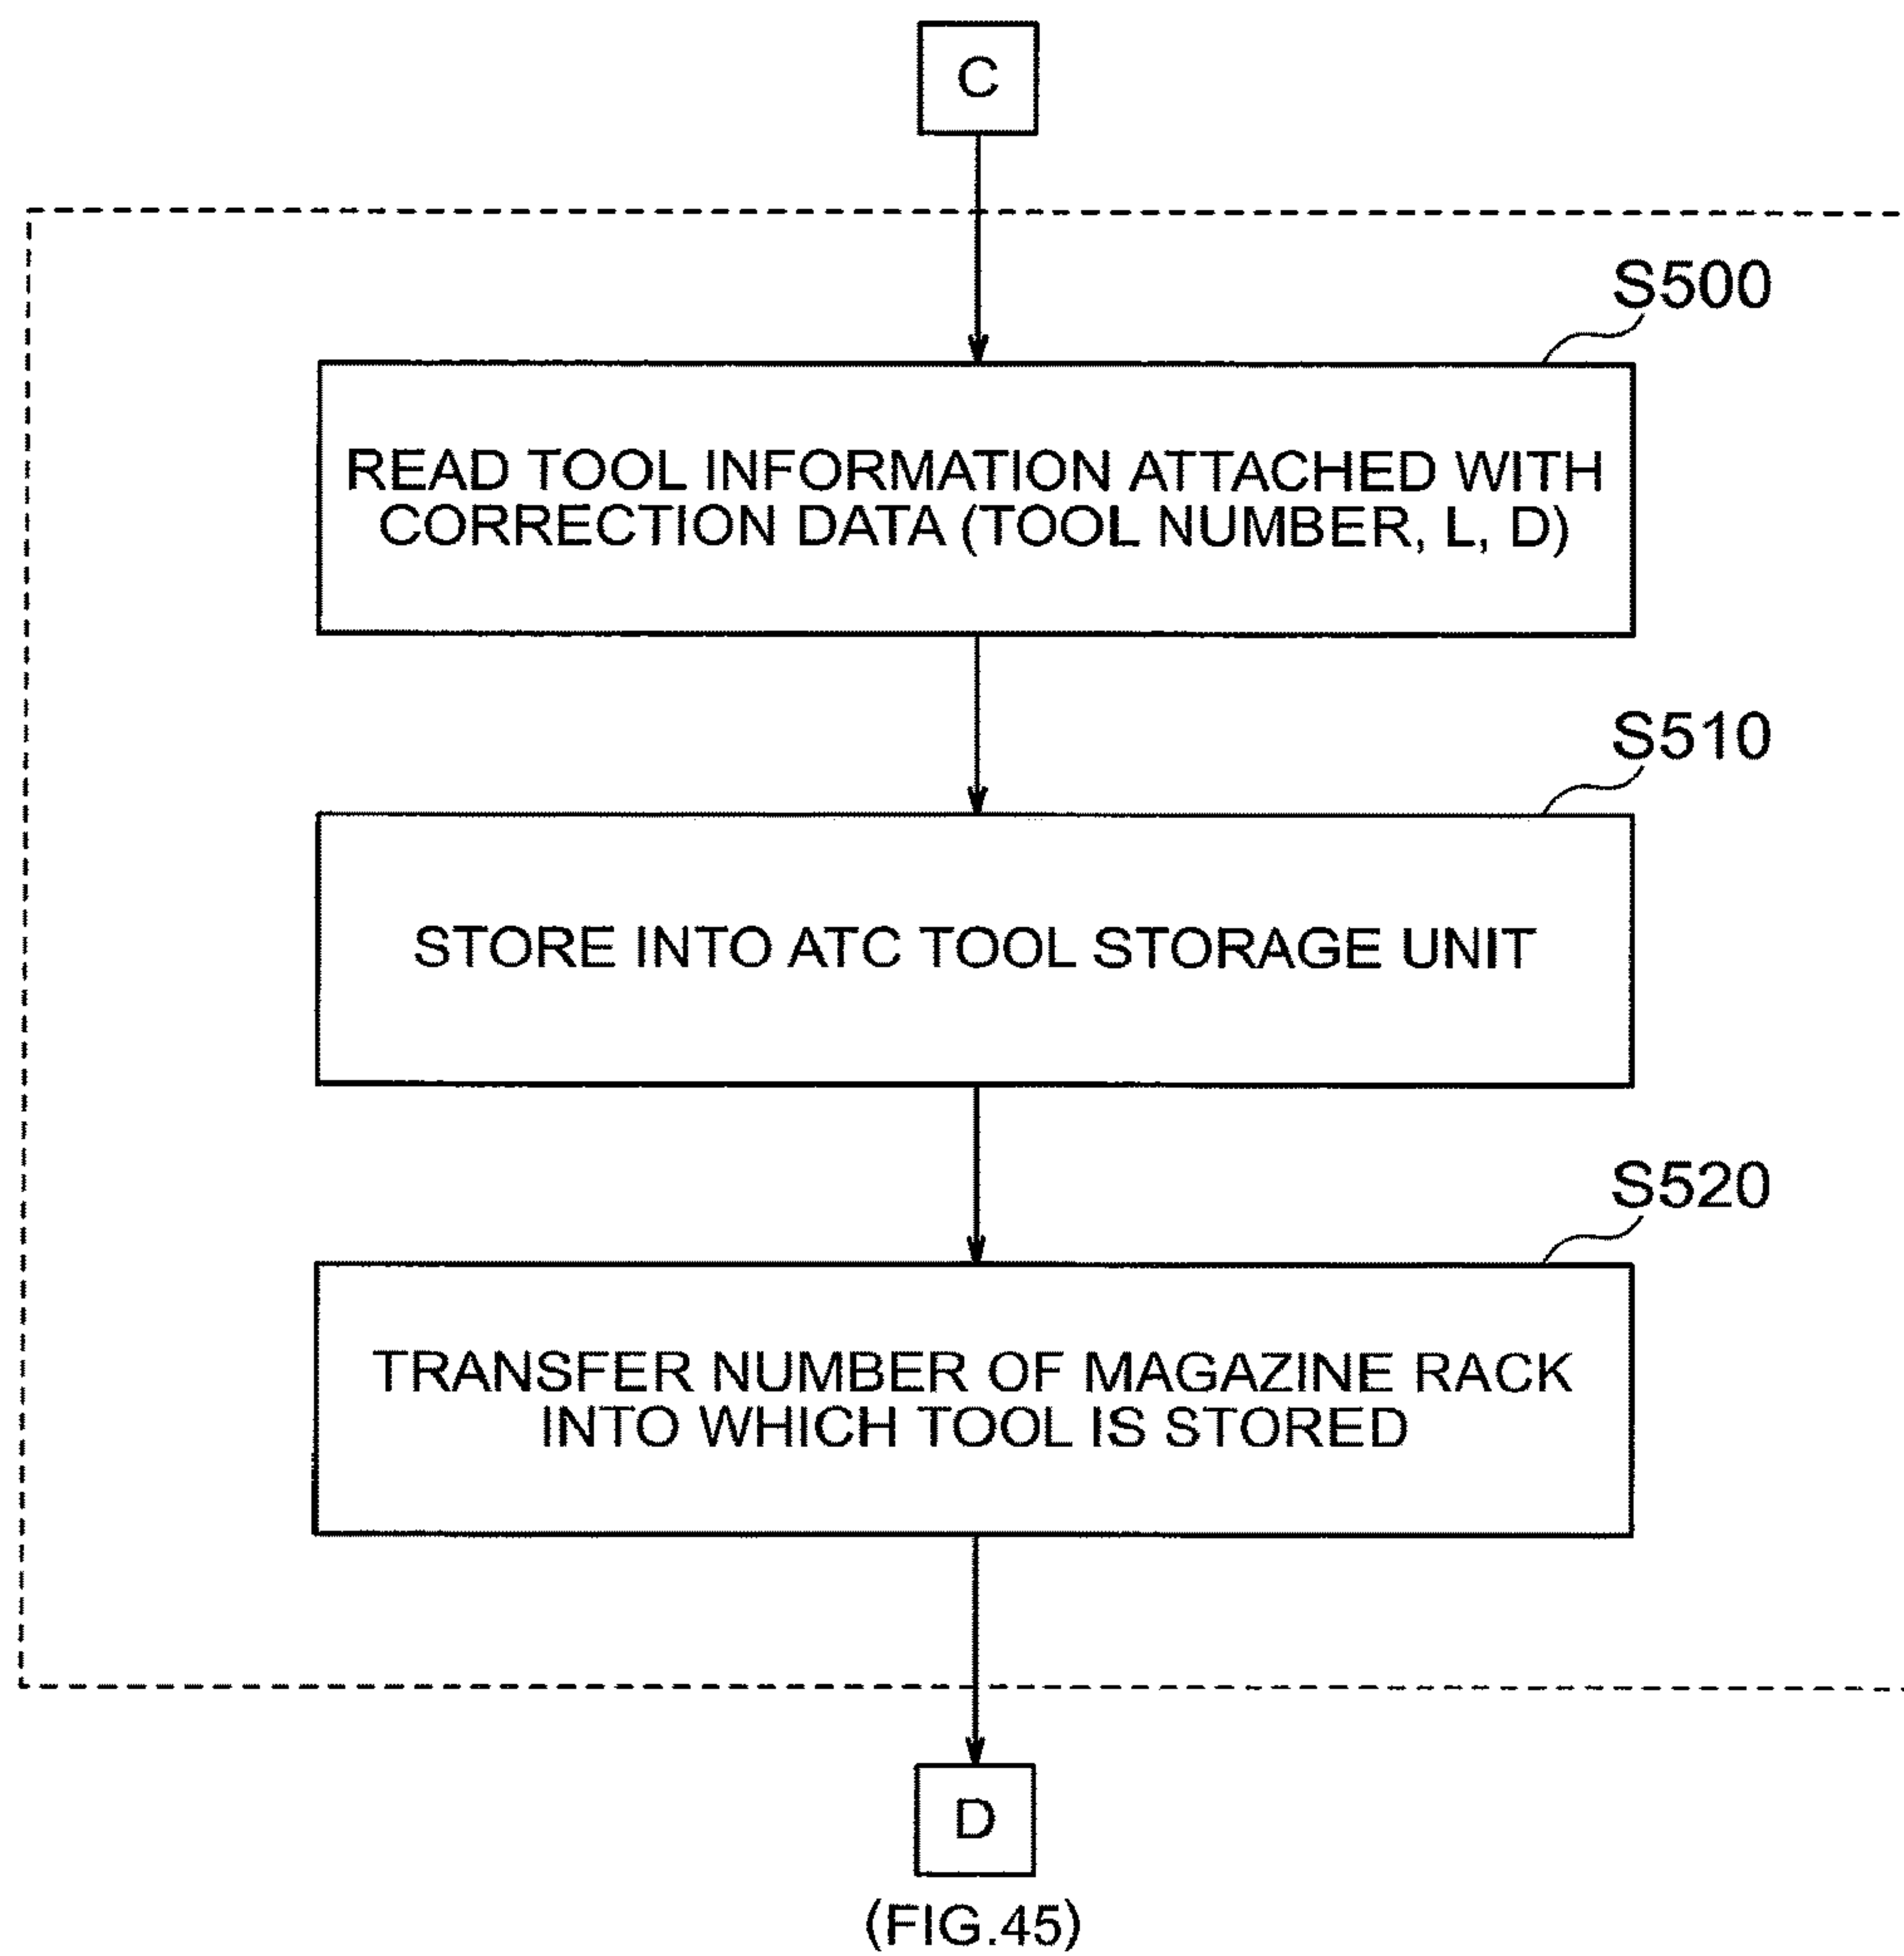 C
S500
READ TOOL INFORMATION ATTACHED WITH
CORRECTION DATA (TOOL NUMBER, L, D)
S510
STORE INTO ATC TOOL STORAGE UNIT
S520
TRANSFER NUMBER OF MAGAZINE RACK
INTO WHICH TOOL IS STORED
D
(FIG.45)